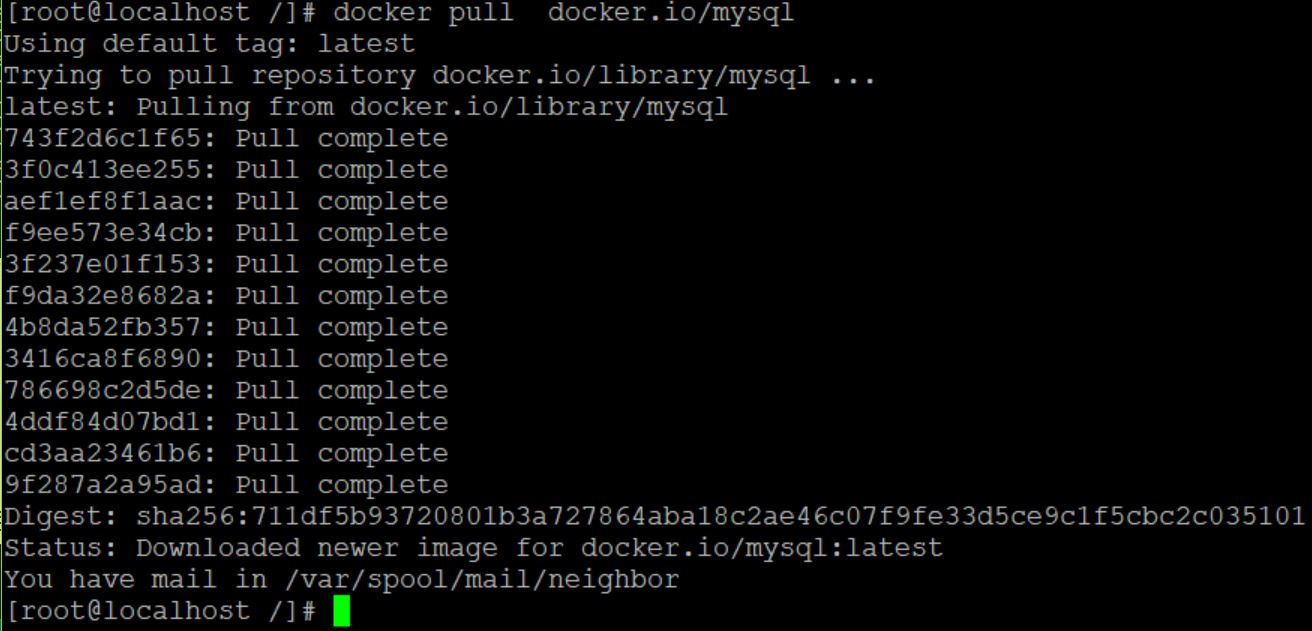 [root@localhost /]# docker pull  docker.io/mysql
Using default tag: latest
Trying to pull repository docker.io/library/mysql ...
latest: Pulling from docker.io/library/mysql
743f2d6c1f65: Pull complete
3f0c413ee255: Pull complete
aef1ef8f1aac: Pull complete
f9ee573e34cb: Pull complete
3f237e01f153: Pull complete
f9da32e8682a: Pull complete
4b8da52fb357: Pull complete
3416ca8f6890: Pull complete
786698c2d5de: Pull complete
4ddf84d07bd1: Pull complete
cd3aa23461b6: Pull complete
9f287a2a95ad: Pull complete
Digest: sha256:711df5b93720801b3a727864aba18c2ae46c07f9fe33d5ce9c1f5cbc2c035101
Status: Downloaded newer image for docker.io/mysql:latest
You have mail in /var/spool/mail/neighbor
[root@localhost /]#